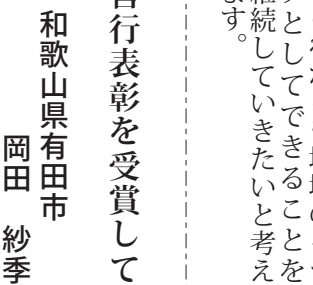 としてできることを
継続していきたいと考え
ます。
行表彰を受賞して
和歌山県有田市
岡田　紗季